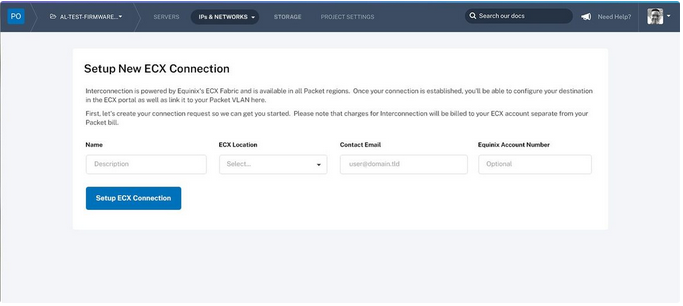 PO
AL-TEST-FIRMWARE...
SERVERS
IPs & NETWORKS
STORAGE
PROJECT SETTINGS
Search our docs
Need Help?
Setup New ECX Connection
Interconnection is powered by Equinix's ECX Fabric and is available in all Packet regions. Once your connection is established, you'll be able to configure your destination
in the ECX portal as well as link it to your Packet VLAN here.
First, let's create your connection request so we can get you started. Please note that charges for Interconnection will be billed to your ECX account separate from your
Packet bill.
Name
ECX Location
Contact Email
Equinix Account Number
Description
Select...
user@domain.tld
Optional
Setup ECX Connection